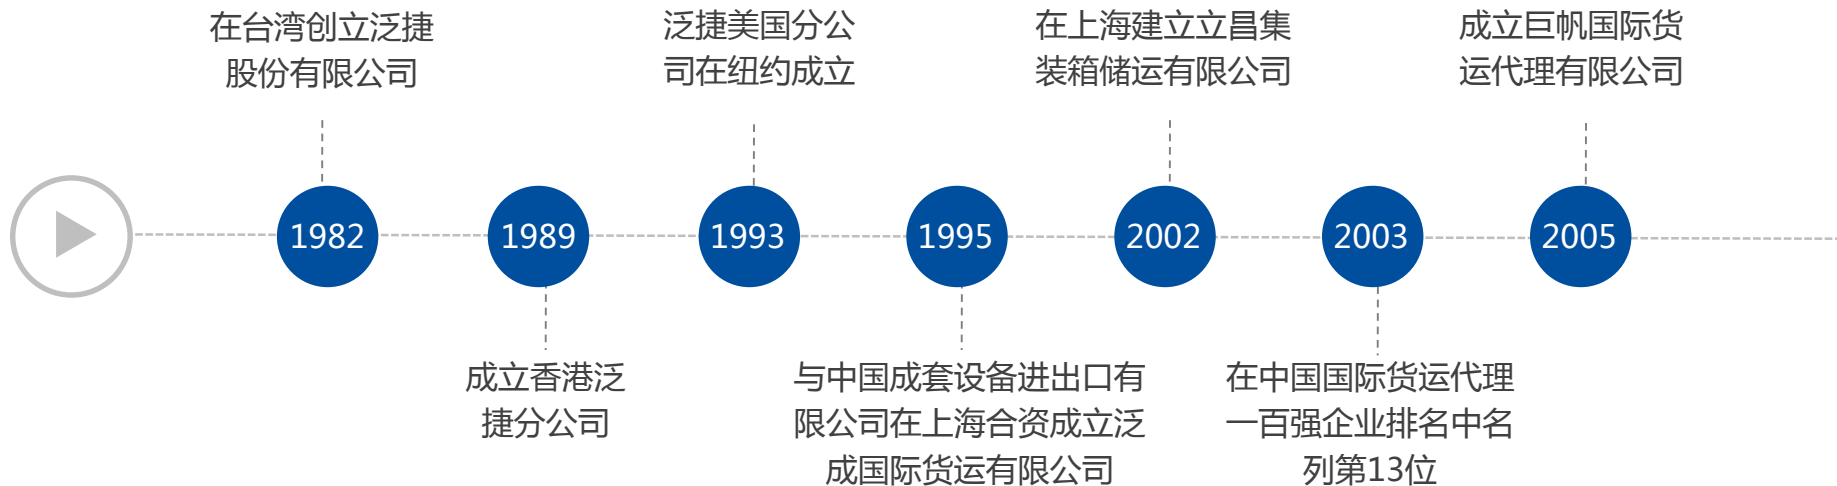 在台湾创立泛捷
股份有限公司
泛捷美国分公
司在纽约成立
在上海建立立昌集
装箱储运有限公司
成立巨帆国际货
运代理有限公司
1982
1989
1993
1995
2002
2003
2005
成立香港泛
捷分公司
与中国成套设备进出口有
限公司在上海合资成立泛
成国际货运有限公司
在中国国际货运代理
一百强企业排名中名
列第13位